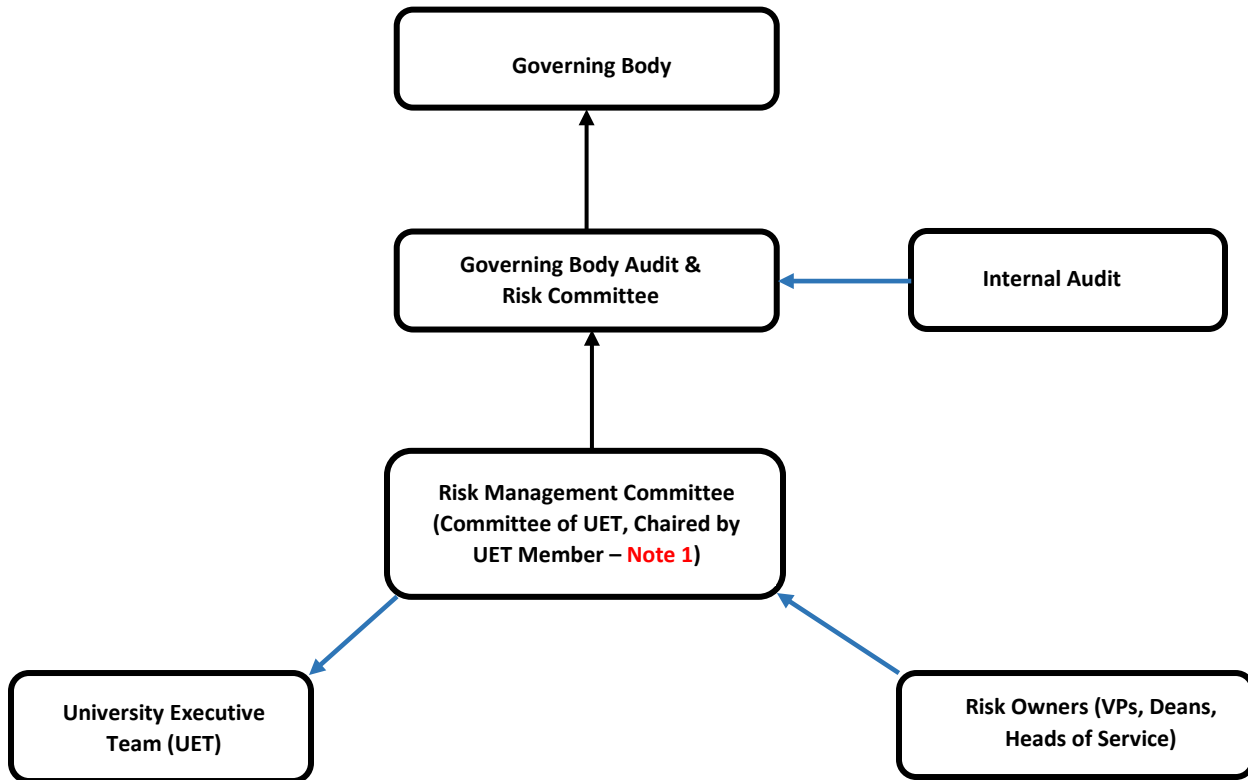 Governing Body
Governing Body Audit &
Risk Committee
Internal Audit
Risk Management Committee
(Committee of UET, Chaired by
UET Member – Note 1)
University Executive
Team (UET)
Risk Owners (VPs, Deans,
Heads of Service)